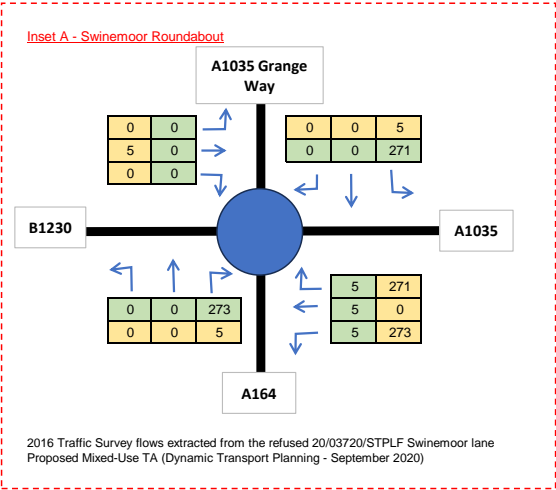 Inset A - Swinemoor Roundabout
A1035 Grange
Way
0 0
5 0
0 0
0 0 5
0 0 271
B1230
A1035
0 0 273
0 0 5
5 271
5 0
5 273
A164
2016 Traffic Survey flows extracted from the refused 20/03720/STPLF Swinemoor lane
Proposed Mixed-Use TA (Dynamic Transport Planning - September 2020)